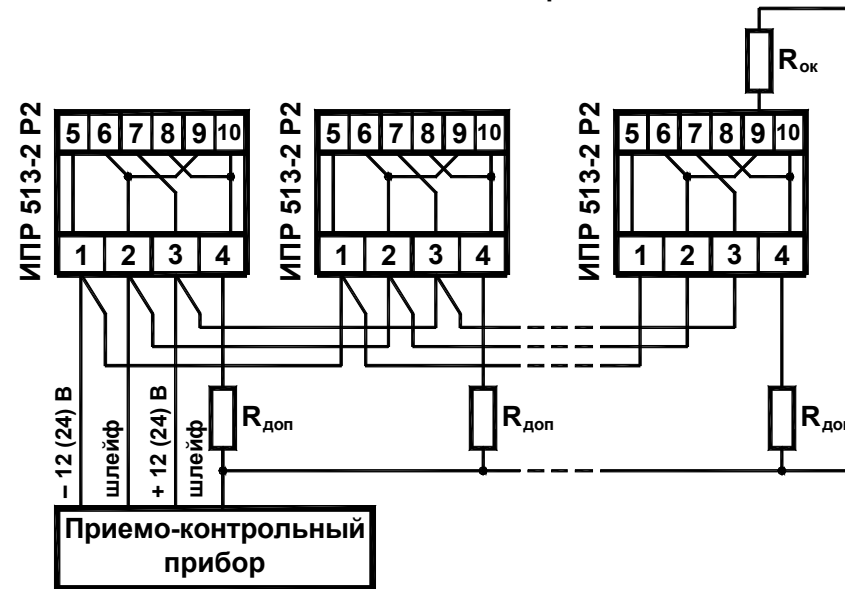 R ок
ИПР 513-2 Р2
5 6 7 8 9 10
1 2 3 4
ИПР 513-2 Р2
5 6 7 8 9 10
1 2 3 4
ИПР 513-2 Р2
5 6 7 8 9 10
1 2 3 4
– 12 (24) В
шлейф
+ 12 (24) В
шлейф
R доп
R доп
R доп
Приемо-контрольный
прибор